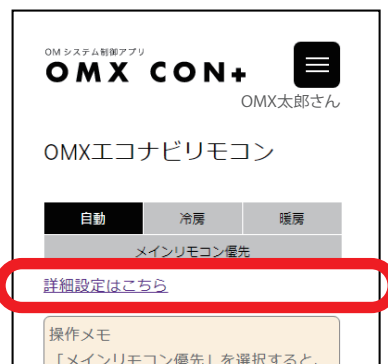 OMシステム制御アプリ
OMX CON+
OMX太郎さん
OMXエコナビリモコン
自動 冷房 暖房
メインリモコン優先
詳細設定はこちら
操作メモ
「メインリモコン優先」を選択すると、